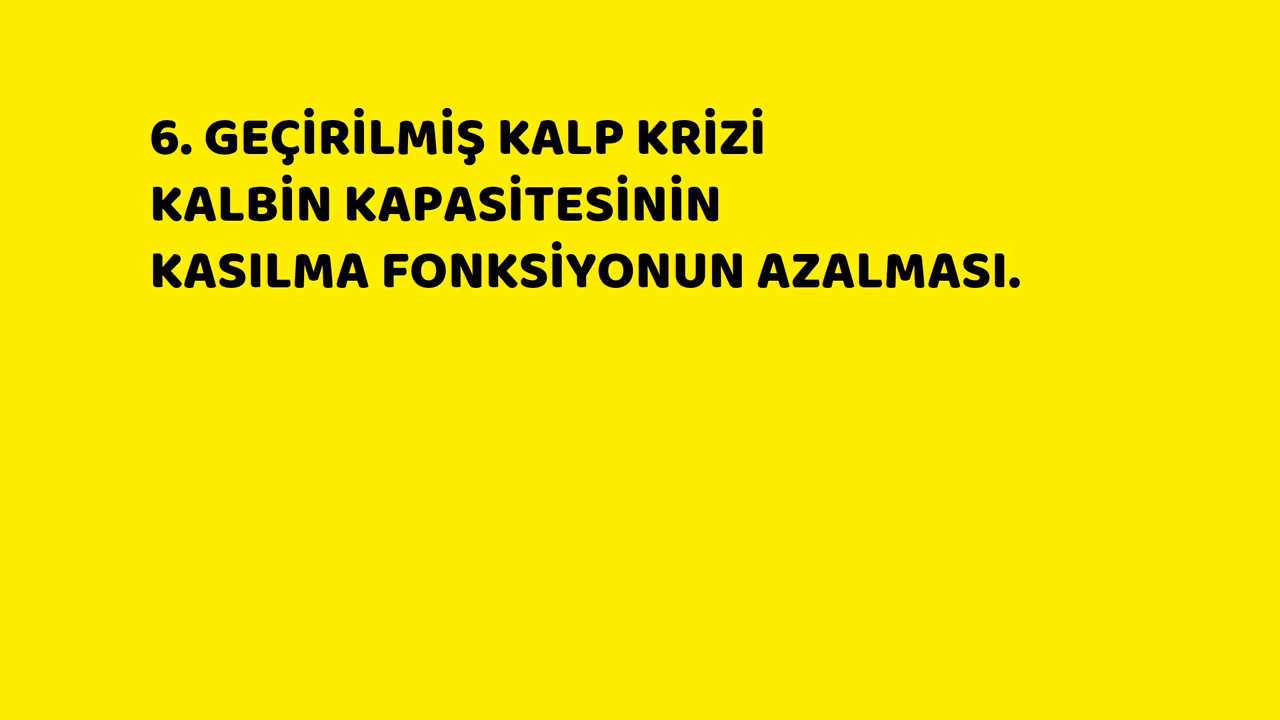 6. GEÇİRİLMİŞ KALP KRİZİ
KALBİN KAPASİTESİNİN
KASILMA FONKSİYONUN AZALMASI.